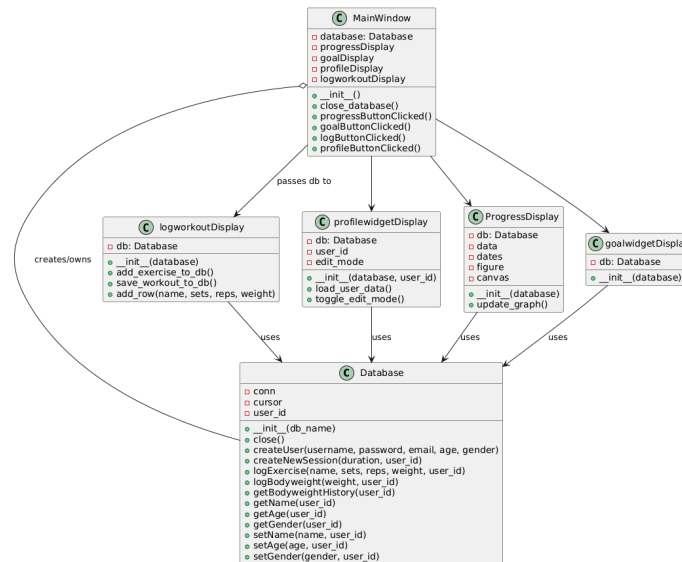 C MainWindow
database: Database
progressDisplay
goalDisplay
profileDisplay
logworkoutDisplay
__init__()
close_database()
progressButtonClicked()
goalButtonClicked()
logButtonClicked()
profileButtonClicked()
passes db to
creates/owns
C logworkoutDisplay
db: Database
__init__(database)
add_exercise_to_db()
save_workout_to_db()
add_row(name, sets, reps, weight)
C profilewidgetDisplay
db: Database
user_id
edit_mode
__init__(database, user_id)
load_user_data()
toggle_edit_mode()
C ProgressDisplay
db: Database
data
dates
figure
canvas
__init__(database)
update_graph()
C goalwidgetDispla
db: Database
__init__(database)
uses
uses
uses
uses
C Database
conn
cursor
user_id
__init__(db_name)
close()
createUser(username, password, email, age, gender)
createNewSession(duration, user_id)
logExercise(name, sets, reps, weight, user_id)
logBodyweight(weight, user_id)
getBodyweightHistory(user_id)
getName(user_id)
getAge(user_id)
getGender(user_id)
setName(name, user_id)
setAge(age, user_id)
setGender(gender, user_id)